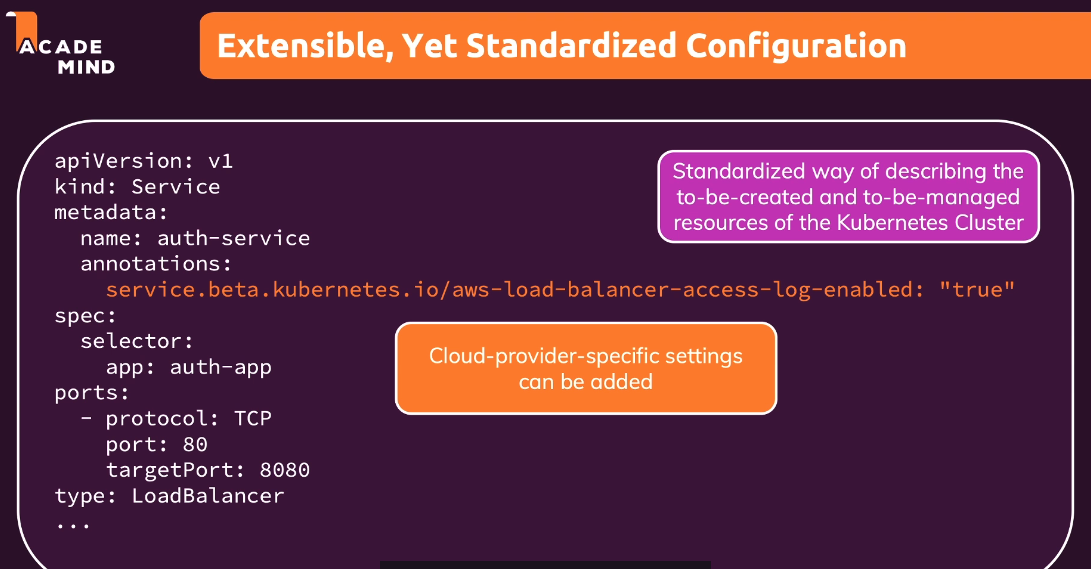 ACADE
MIND
Extensible, Yet Standardized Configuration
apiVersion: v1
kind: Service
metadata:
  name: auth-service
  annotations:
    service.beta.kubernetes.io/aws-load-balancer-access-log-enabled: "true"
spec:
  selector:
    app: auth-app
ports:
  - protocol: TCP
    port: 80
    targetPort: 8080
type: LoadBalancer
...
Standardized way of describing the
to-be-created and to-be-managed
resources of the Kubernetes Cluster
Cloud-provider-specific settings
can be added